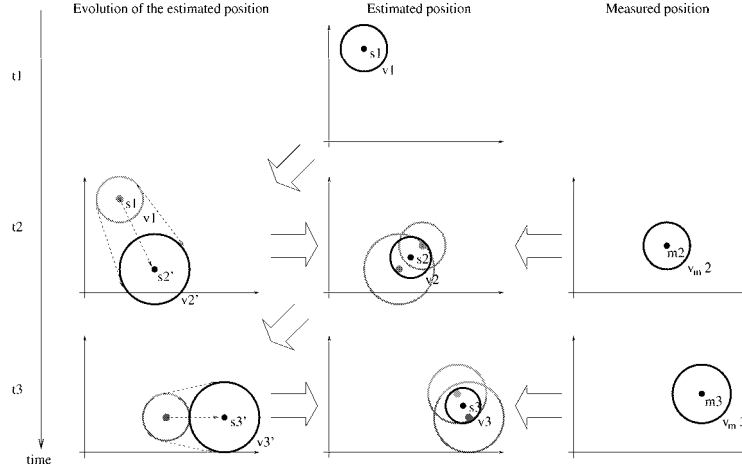 Evolution of the estimated position
Estimated position
Measured position
t1
s1
v1
t2
s1
v1
s2'
v2'
s2
v2
m2
vm 2
t3
s3'
v3'
s3
v3
m3
vm
time